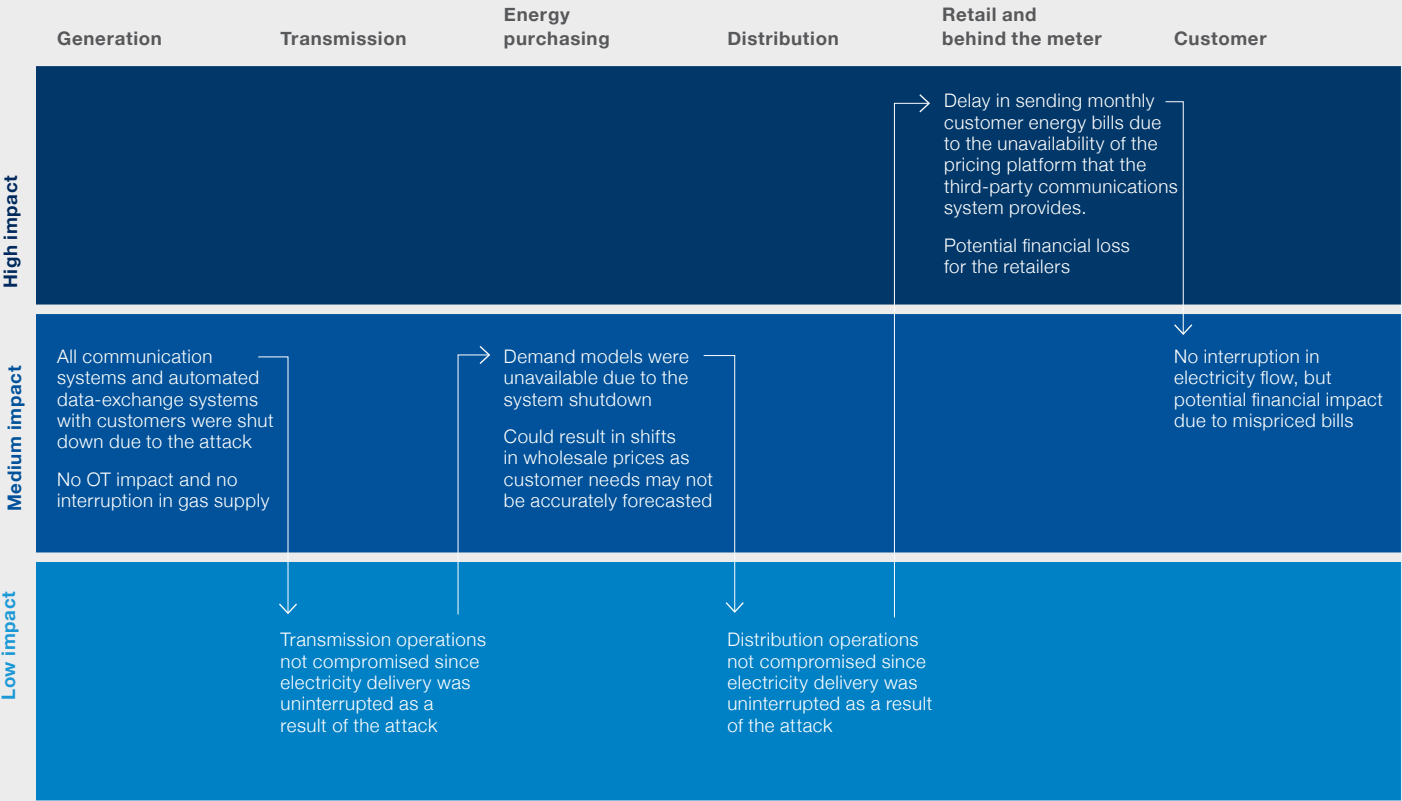 Generation
Transmission
Energy
purchasing
Distribution
Retail and
behind the meter
Customer
High impact
Delay in sending monthly
customer energy bills due
to the unavailability of the
pricing platform that the
third-party communications
system provides.
Potential financial loss
for the retailers
Medium impact
All communication
systems and automated
data-exchange systems
with customers were shut
down due to the attack
No OT impact and no
interruption in gas supply
Demand models were
unavailable due to the
system shutdown
Could result in shifts
in wholesale prices as
customer needs may not
be accurately forecasted
No interruption in
electricity flow, but
potential financial impact
due to mispriced bills
Low impact
Transmission operations
not compromised since
electricity delivery was
uninterrupted as a
result of the attack
Distribution operations
not compromised since
electricity delivery was
uninterrupted as a result
of the attack